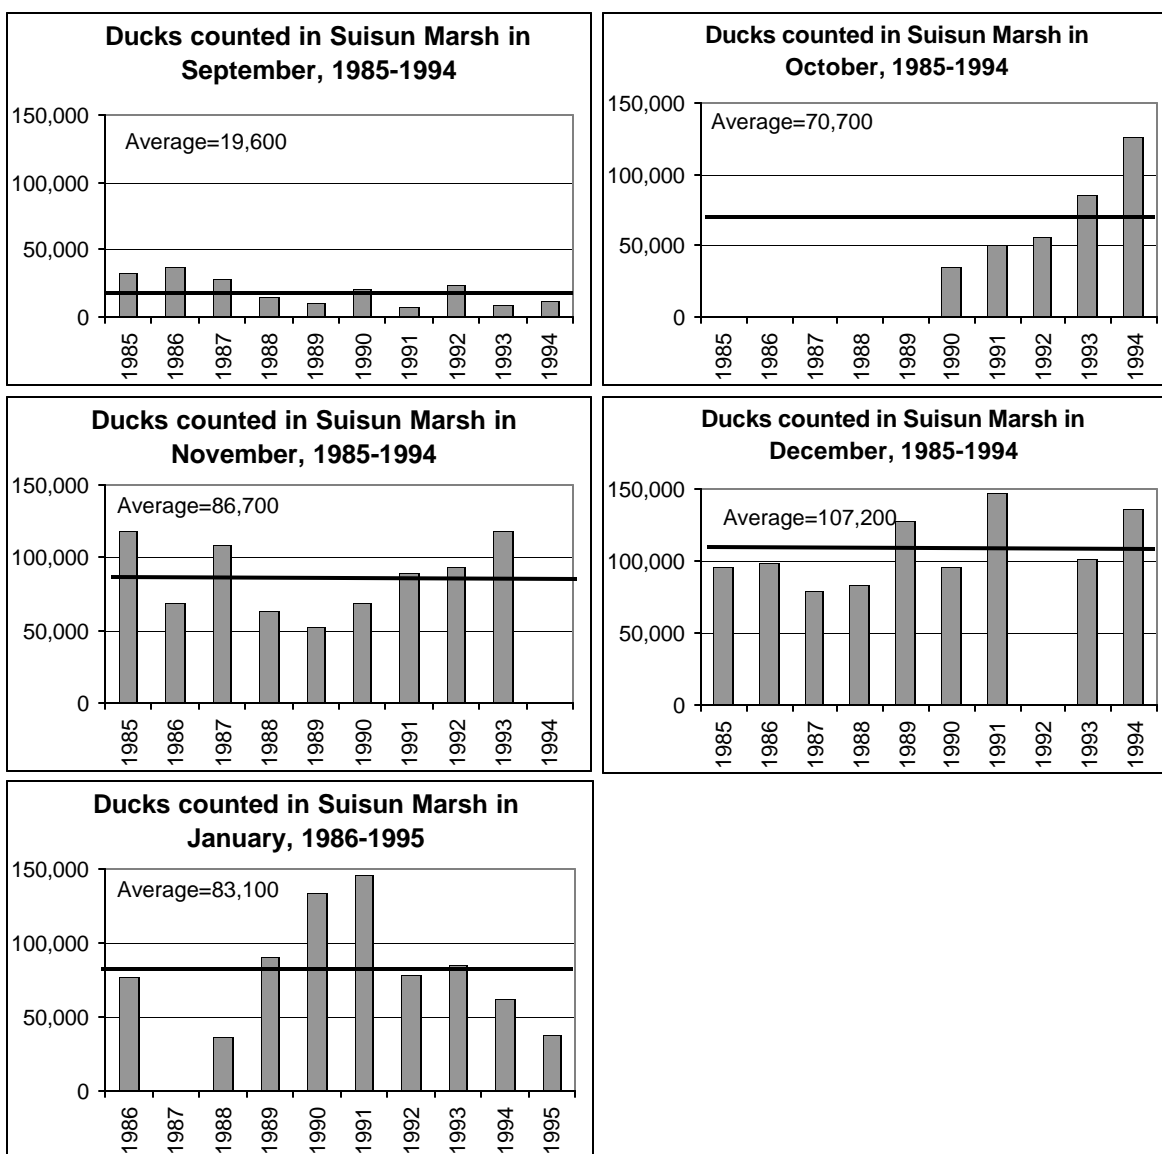 Ducks counted in Suisun Marsh in
September, 1985-1994
150,000
Average=19,600
100,000
50,000
0
1985 1986 1987 1988 1989 1990 1991 1992 1993 1994
Ducks counted in Suisun Marsh in
October, 1985-1994
150,000
Average=70,700
100,000
50,000
0
1985 1986 1987 1988 1989 1990 1991 1992 1993 1994
Ducks counted in Suisun Marsh in
November, 1985-1994
150,000
Average=86,700
100,000
50,000
0
1985 1986 1987 1988 1989 1990 1991 1992 1993 1994
Ducks counted in Suisun Marsh in
December, 1985-1994
150,000
Average=107,200
100,000
50,000
0
1985 1986 1987 1988 1989 1990 1991 1992 1993 1994
Ducks counted in Suisun Marsh in
January, 1986-1995
150,000
Average=83,100
100,000
50,000
0
1986 1987 1988 1989 1990 1991 1992 1993 1994 1995